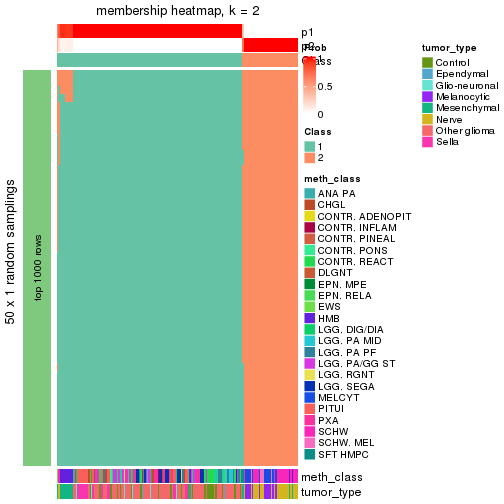 membership heatmap, k = 2
p1
p2
Class
Prob
1
0.5
0
Class
1
2
meth_class
ANA PA
CHGL
CONTR. ADENOPIT
CONTR. INFLAM
CONTR. PINEAL
CONTR. PONS
CONTR. REACT
DLGNT
EPN. MPE
EPN. RELA
EWS
HMB
LGG. DIG/DIA
LGG. PA MID
LGG. PA PF
LGG. PA/GG ST
LGG. RGNT
LGG. SEGA
MELCYT
PITUI
PXA
SCHW
SCHW. MEL
SFT HMPC
tumor_type
Control
Ependymal
Glio-neuronal
Melanocytic
Mesenchymal
Nerve
Other glioma
Sella
50 x 1 random samplings
top 1000 rows
meth_class
tumor_type